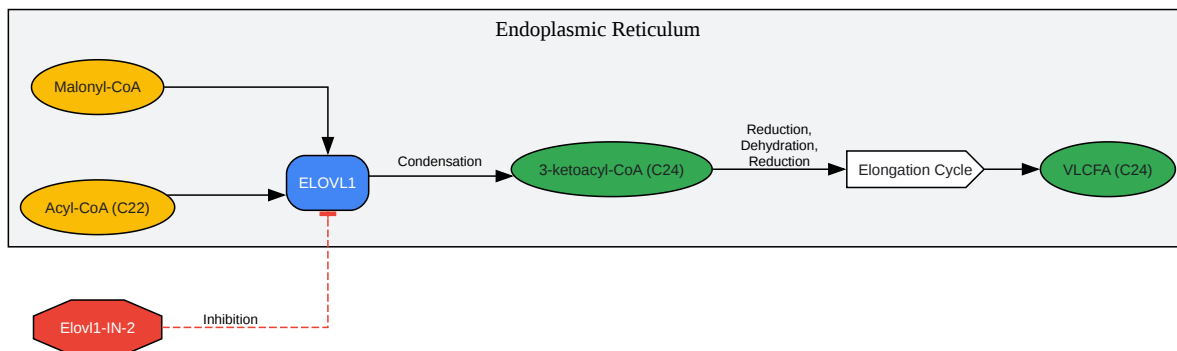 Endoplasmic Reticulum
Malonyl-CoA
Acyl-CoA (C22)
ELOVL1
Condensation
3-ketoacyl-CoA (C24)
Reduction,
Dehydration,
Reduction
Elongation Cycle
VLCFA (C24)
Elovl1-IN-2
Inhibition